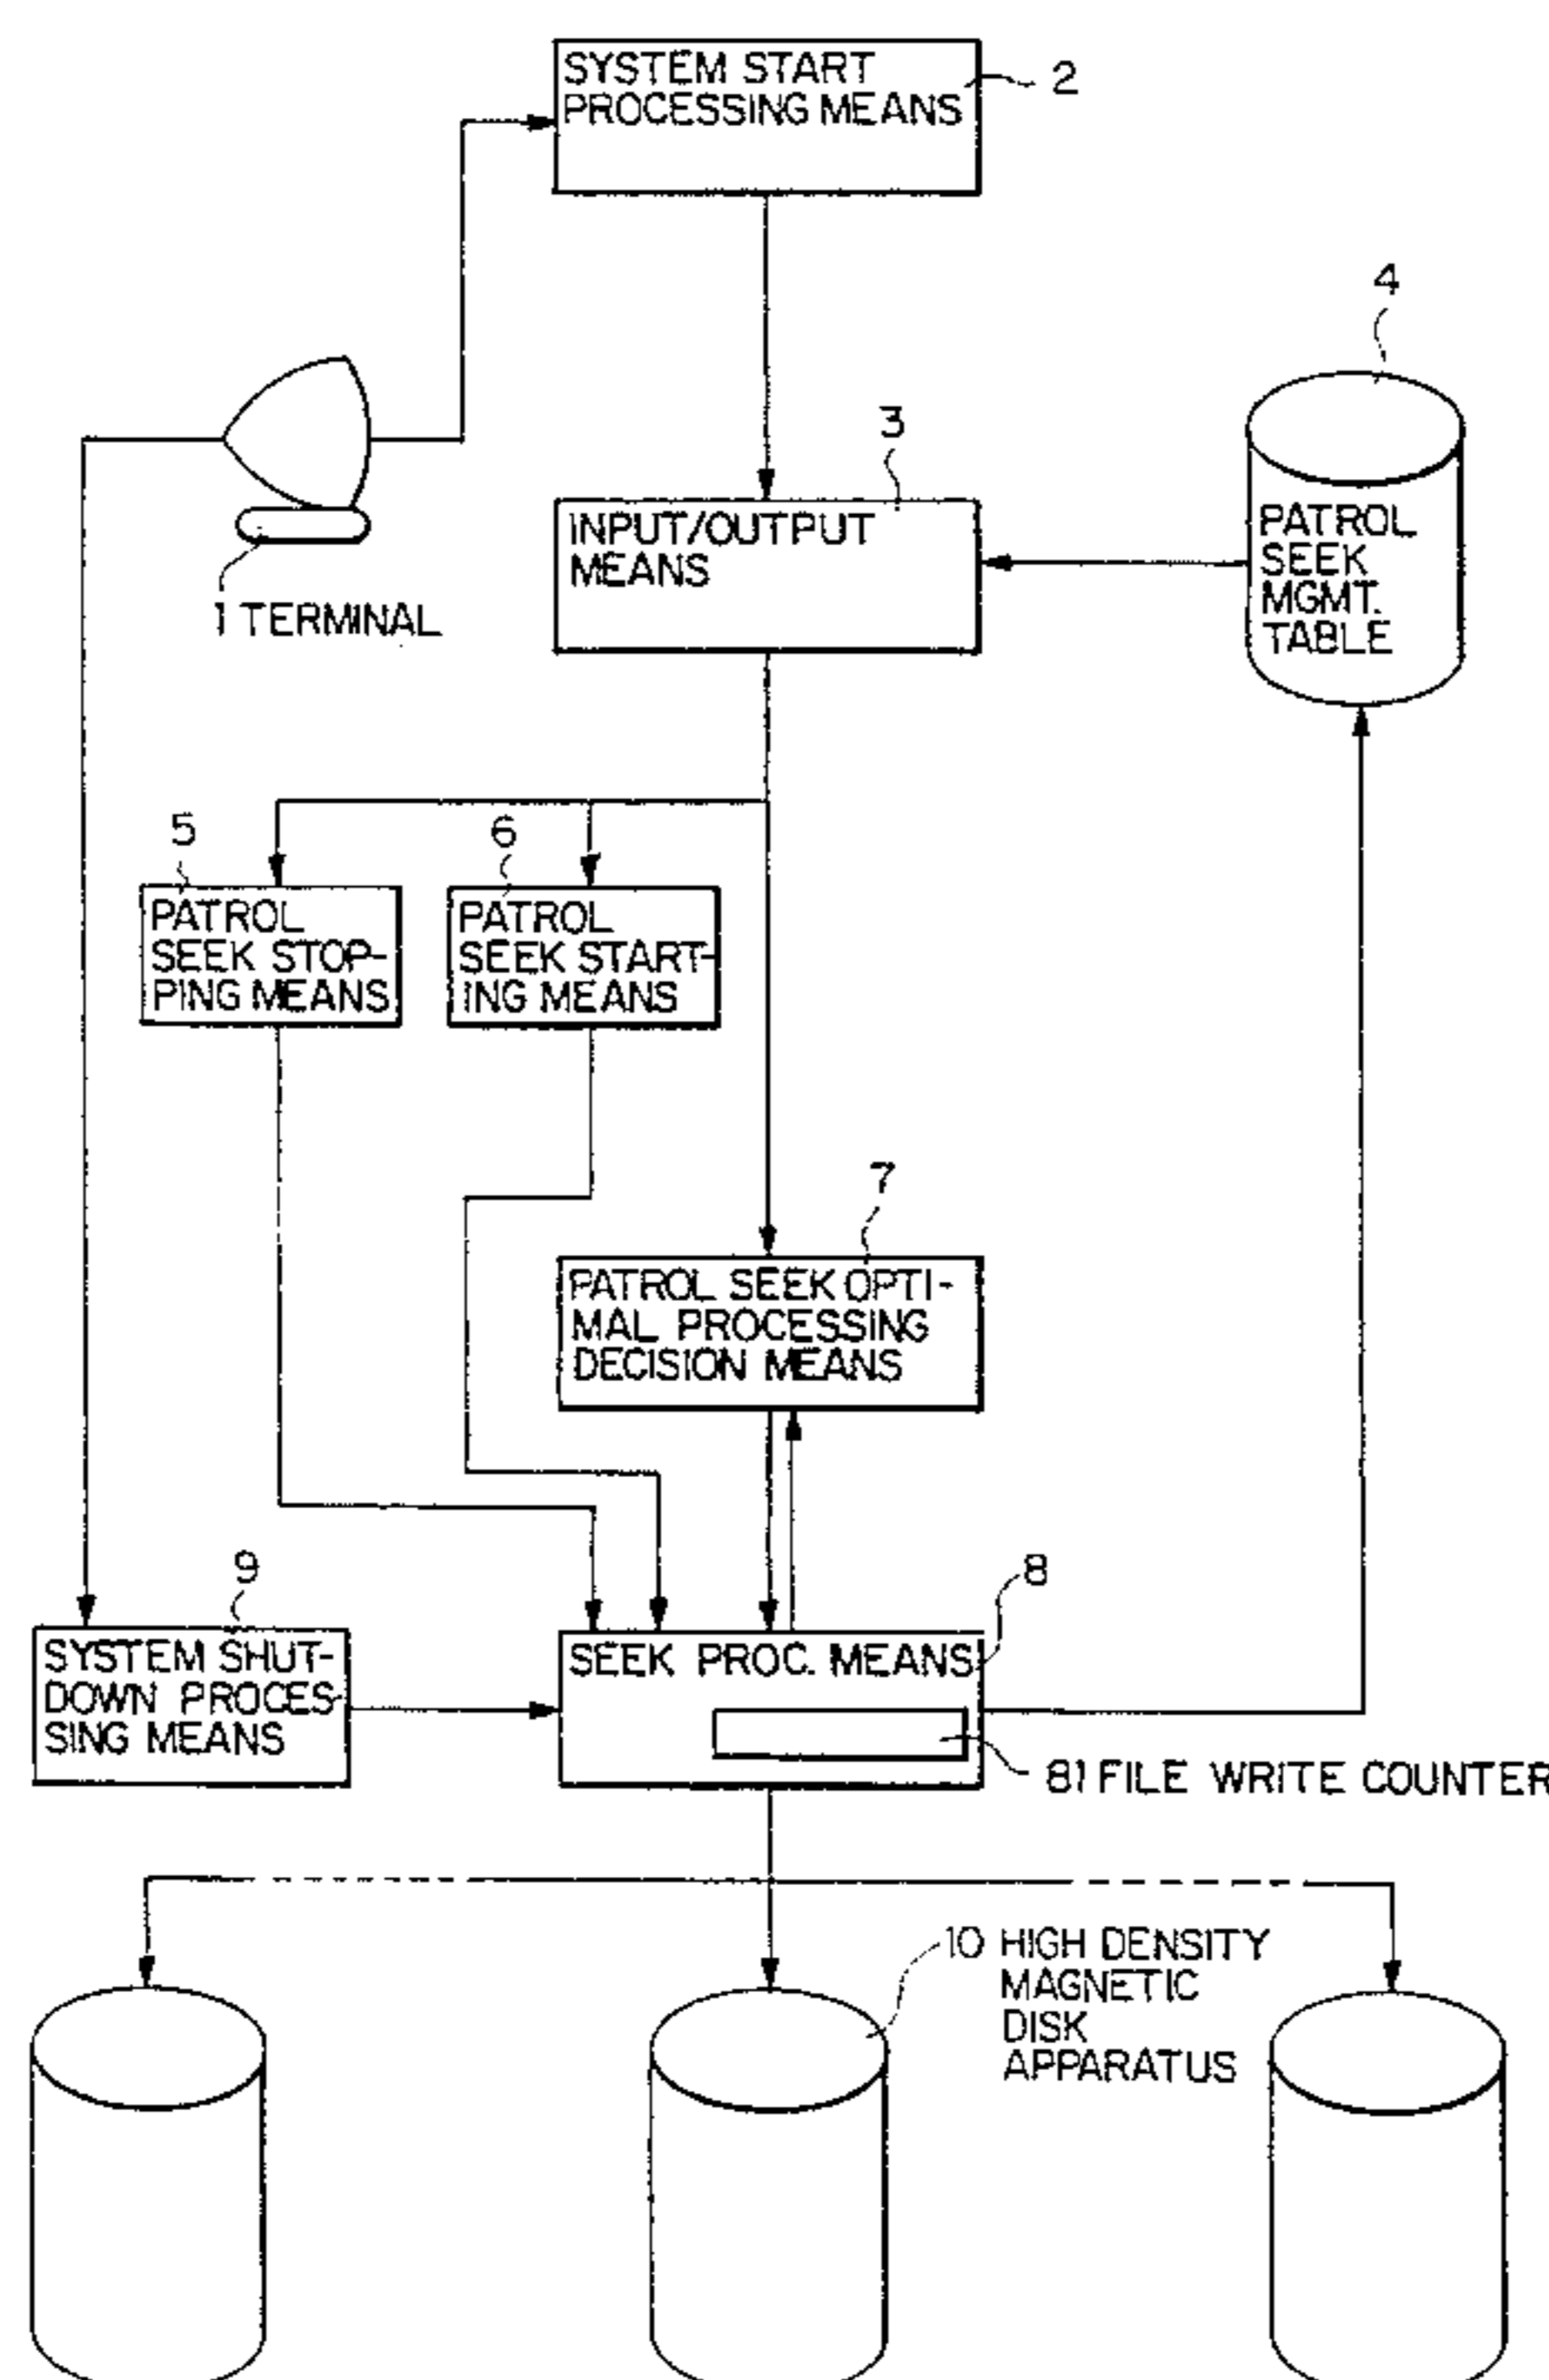 SYSTEM START
PROCESSING MEANS
2
4
3
INPUT/OUTPUT
MEANS
PATROL
SEEK
MGMT.
TABLE
1 TERMINAL
5
6
PATROL
SEEK STOP-
PING MEANS
PATROL
SEEK START-
ING MEANS
7
PATROL SEEK OPTI-
MAL PROCESSING
DECISION MEANS
9
8
SYSTEM SHUT-
DOWN PROCES-
SING MEANS
SEEK PROC. MEANS
81 FILE WRITE COUNTER
10 HIGH DENSITY
MAGNETIC
DISK
APPARATUS